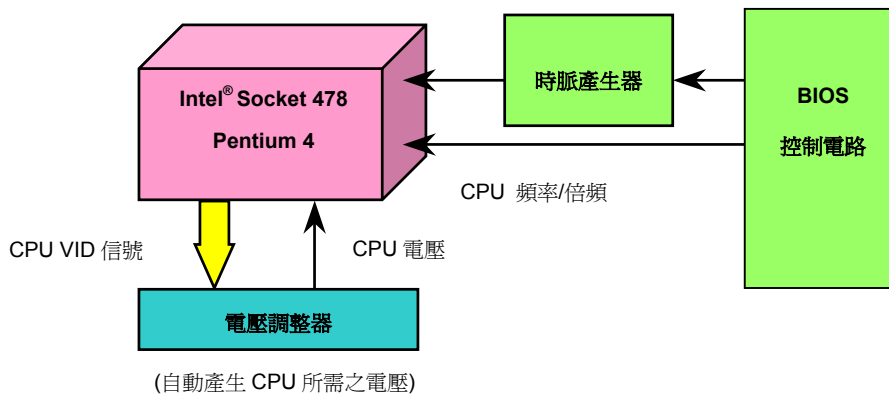 Intel® Socket 478
Pentium 4
時脈產生器
BIOS
控制電路
CPU 頻率/倍頻
CPU VID 信號
CPU 電壓
電壓調整器
(自動產生 CPU 所需之電壓)